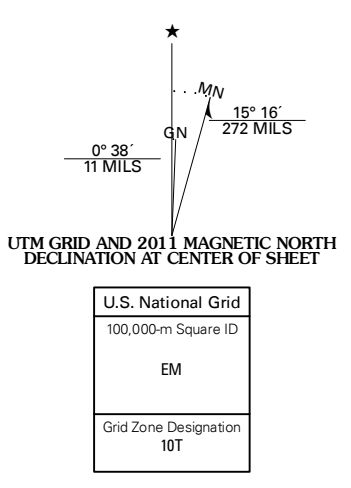 ★
MN
15° 16´
272 MILS
GN
0° 38´
11 MILS
UTM GRID AND 2011 MAGNETIC NORTH
DECLINATION AT CENTER OF SHEET
U.S. National Grid
100,000-m Square ID
EM
Grid Zone Designation
10T